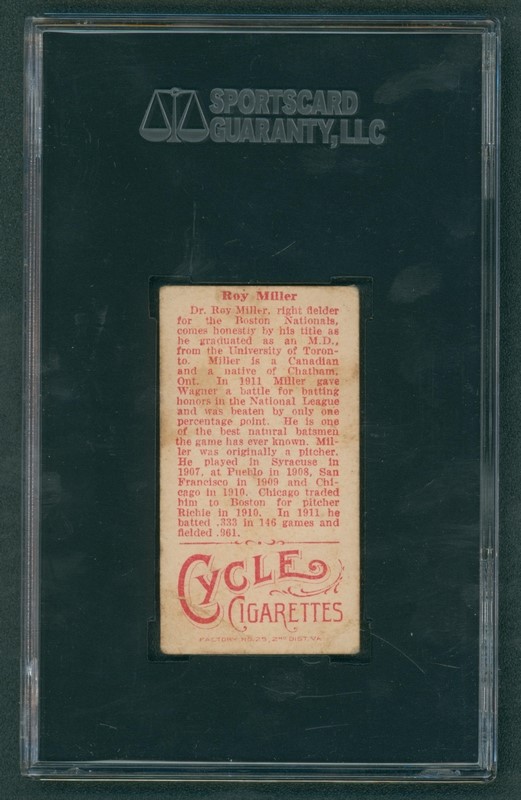 SPORTSCARD
GUARANTY, LLC
Roy Miller
Dr. Roy Miller, right fielder
for the Boston Nationals,
comes honestly by his title as
he graduated as an M.D.,
from the University of Toron-
to. Miller is a Canadian
and a native of Chatham,
Ont. In 1911 Miller gave
Wagner a battle for batting
honors in the National League
and was beaten by only one
percentage point. He is one
of the best natural batsmen
the game has ever known. Mil-
ler was originally a pitcher.
He played in Syracuse in
1907, at Pueblo in 1908, San
Francisco in 1909 and Chi-
cago in 1910. Chicago traded
him to Boston for pitcher
Richie in 1910. In 1911 he
batted .333 in 146 games and
fielded .961.
CYCLE
CIGARETTES
FACTORY NO. 25, 2ND DIST. VA.